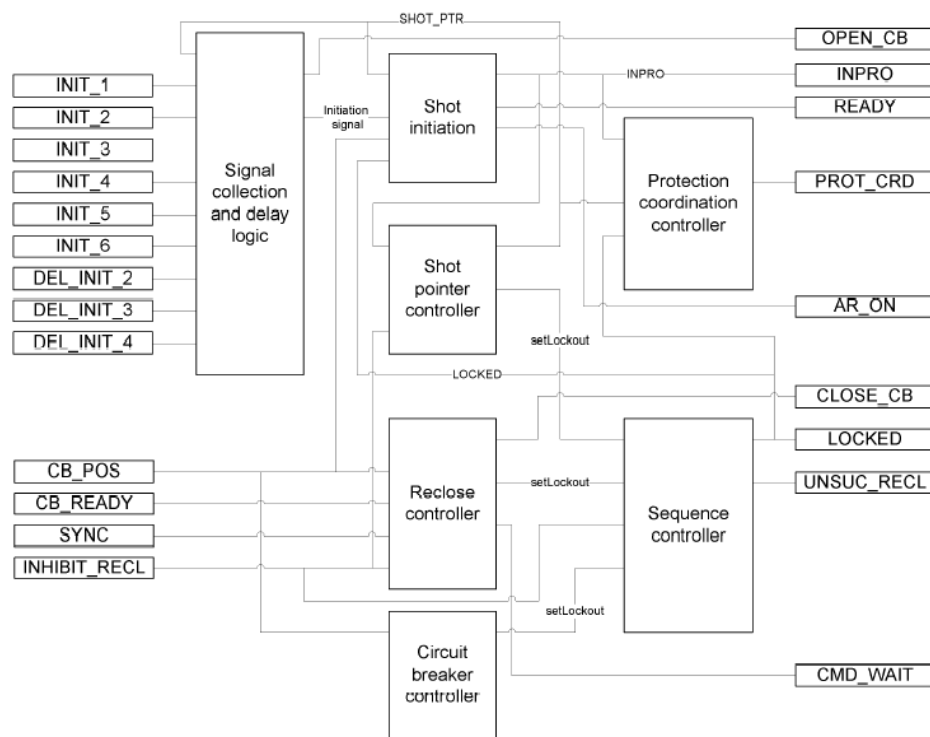 SHOT_PTR
OPEN_CB
INIT_1
INIT_2
INIT_3
INIT_4
INIT_5
INIT_6
DEL_INIT_2
DEL_INIT_3
DEL_INIT_4
Signal
collection
and delay
logic
Initiation
signal
Shot
initiation
INPRO
INPRO
READY
Protection
coordination
controller
PROT_CRD
Shot
pointer
controller
AR_ON
setLockout
LOCKED
CLOSE_CB
LOCKED
UNSUC_RECL
CB_POS
CB_READY
SYNC
INHIBIT_RECL
Reclose
controller
setLockout
Sequence
controller
setLockout
Circuit
breaker
controller
CMD_WAIT